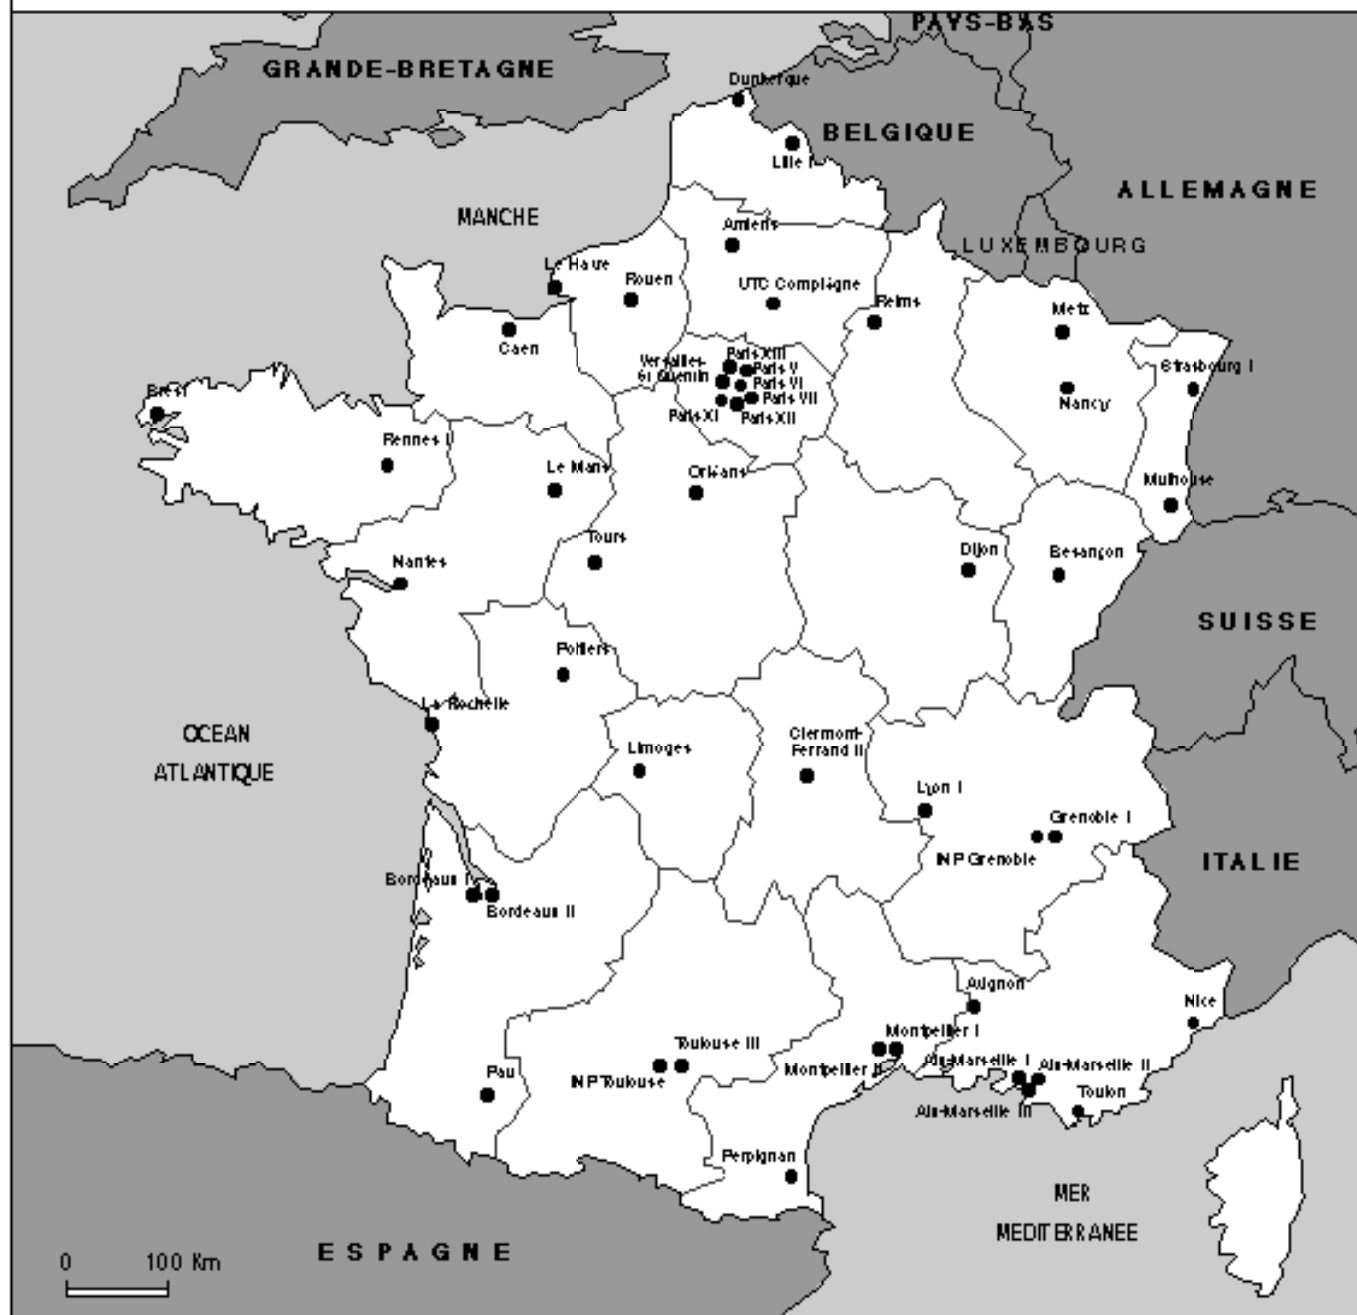 PAYS-BAS
GRANDE-BRETAGNE
Dunkerque
BELGIQUE
Lille I
ALLEMAGNE
MANCHE
Amiens
LUXEMBOURG
Le Havre
Rouen
UTC Compiègne
Reims
Metz
Caen
Paris XIII
Versailles-
St Quentin
Paris V
Paris VI
Strasbourg I
Brest
Paris VII
Nancy
Paris XI
Paris XII
Rennes I
Le Mans
Orléans
Mulhouse
Tours
Dijon
Besançon
Nantes
SUISSE
Poitiers
La Rochelle
OCEAN
ATLANTIQUE
Limoges
Clermont-
Ferrand II
Lyon I
Grenoble I
INP Grenoble
ITALIE
Bordeaux I
Bordeaux II
Avignon
Nice
Montpellier I
Toulouse III
Montpellier II
Aix-Marseille I
Aix-Marseille II
Pau
INP Toulouse
Toulon
Aix-Marseille III
Perpignan
MER
MEDITERRANEE
ESPAGNE
0 100 Km